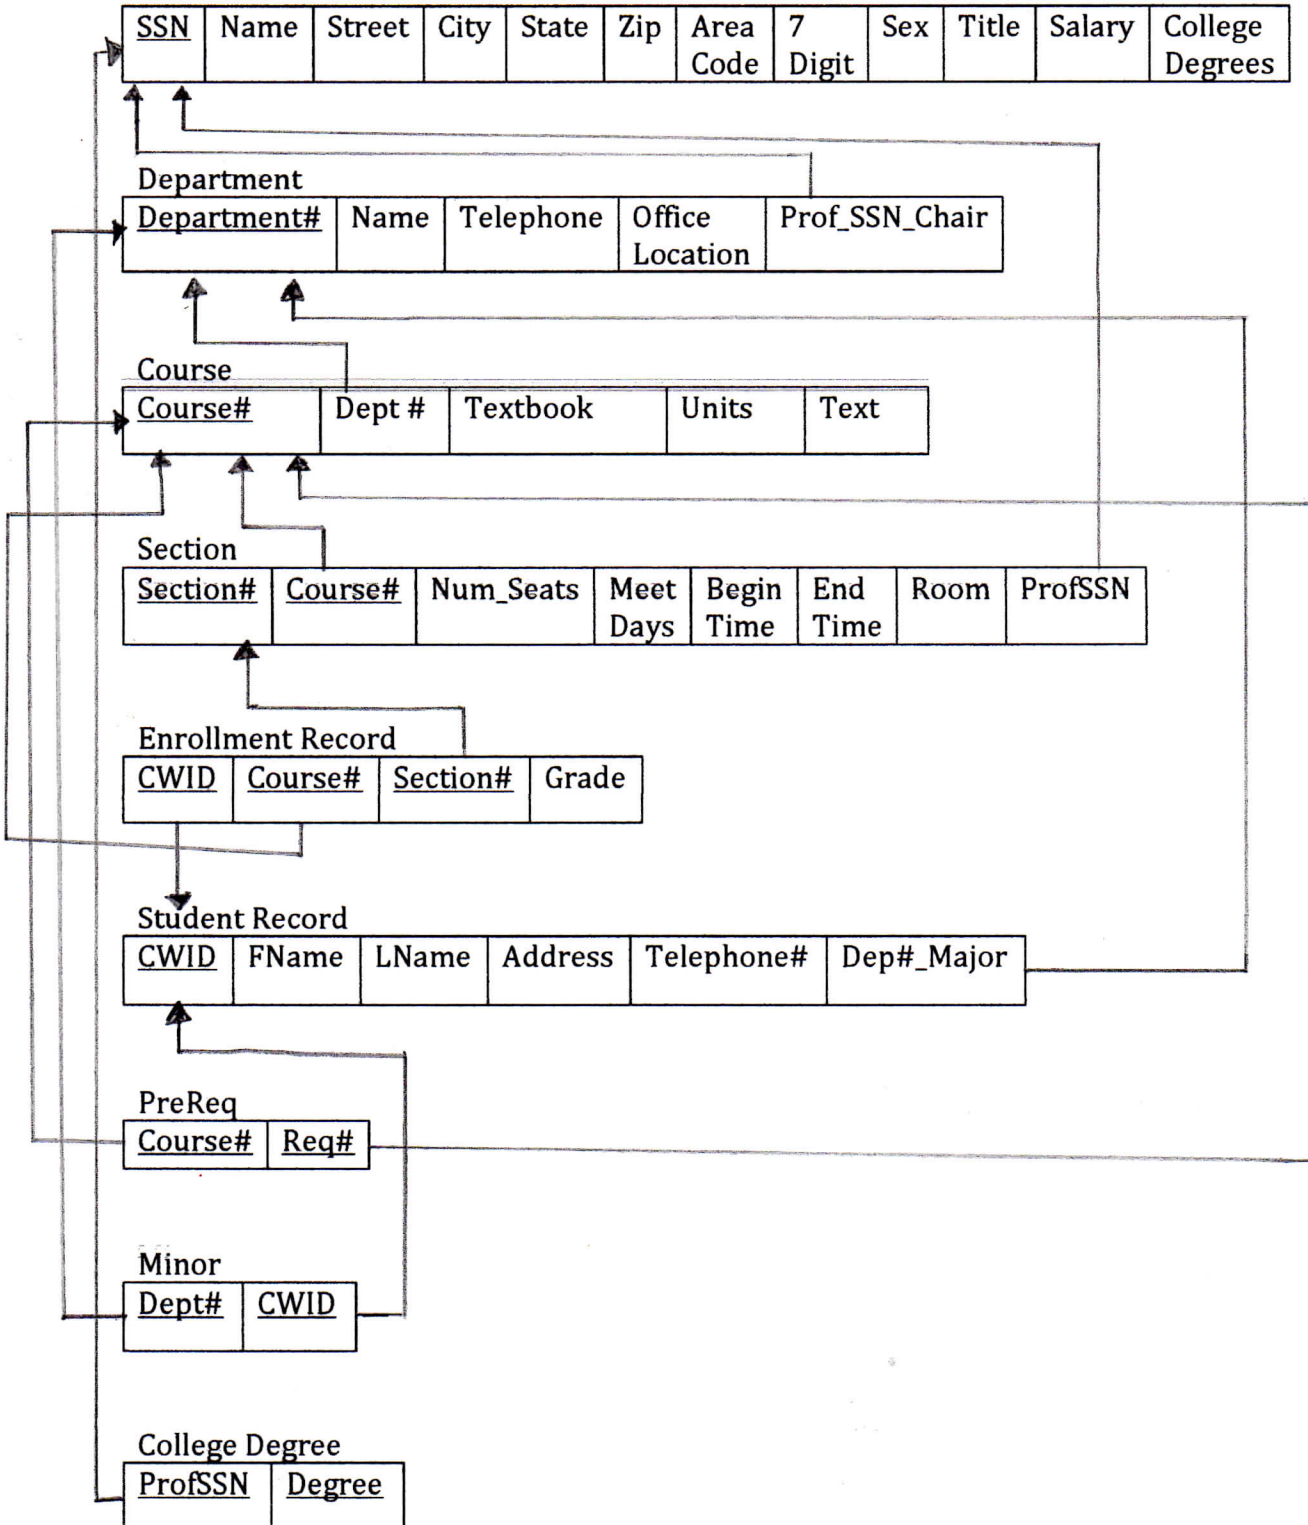 SSN Name Street City State Zip Area Code 7 Digit Sex Title Salary College Degrees
Department
Department# Name Telephone Office Location Prof_SSN_Chair
Course
Course# Dept # Textbook Units Text
Section
Section# Course# Num_Seats Meet Days Begin Time End Time Room ProfSSN
Enrollment Record
CWID Course# Section# Grade
Student Record
CWID FName LName Address Telephone# Dep#_Major
PreReq
Course# Req#
Minor
Dept# CWID
College Degree
ProfSSN Degree